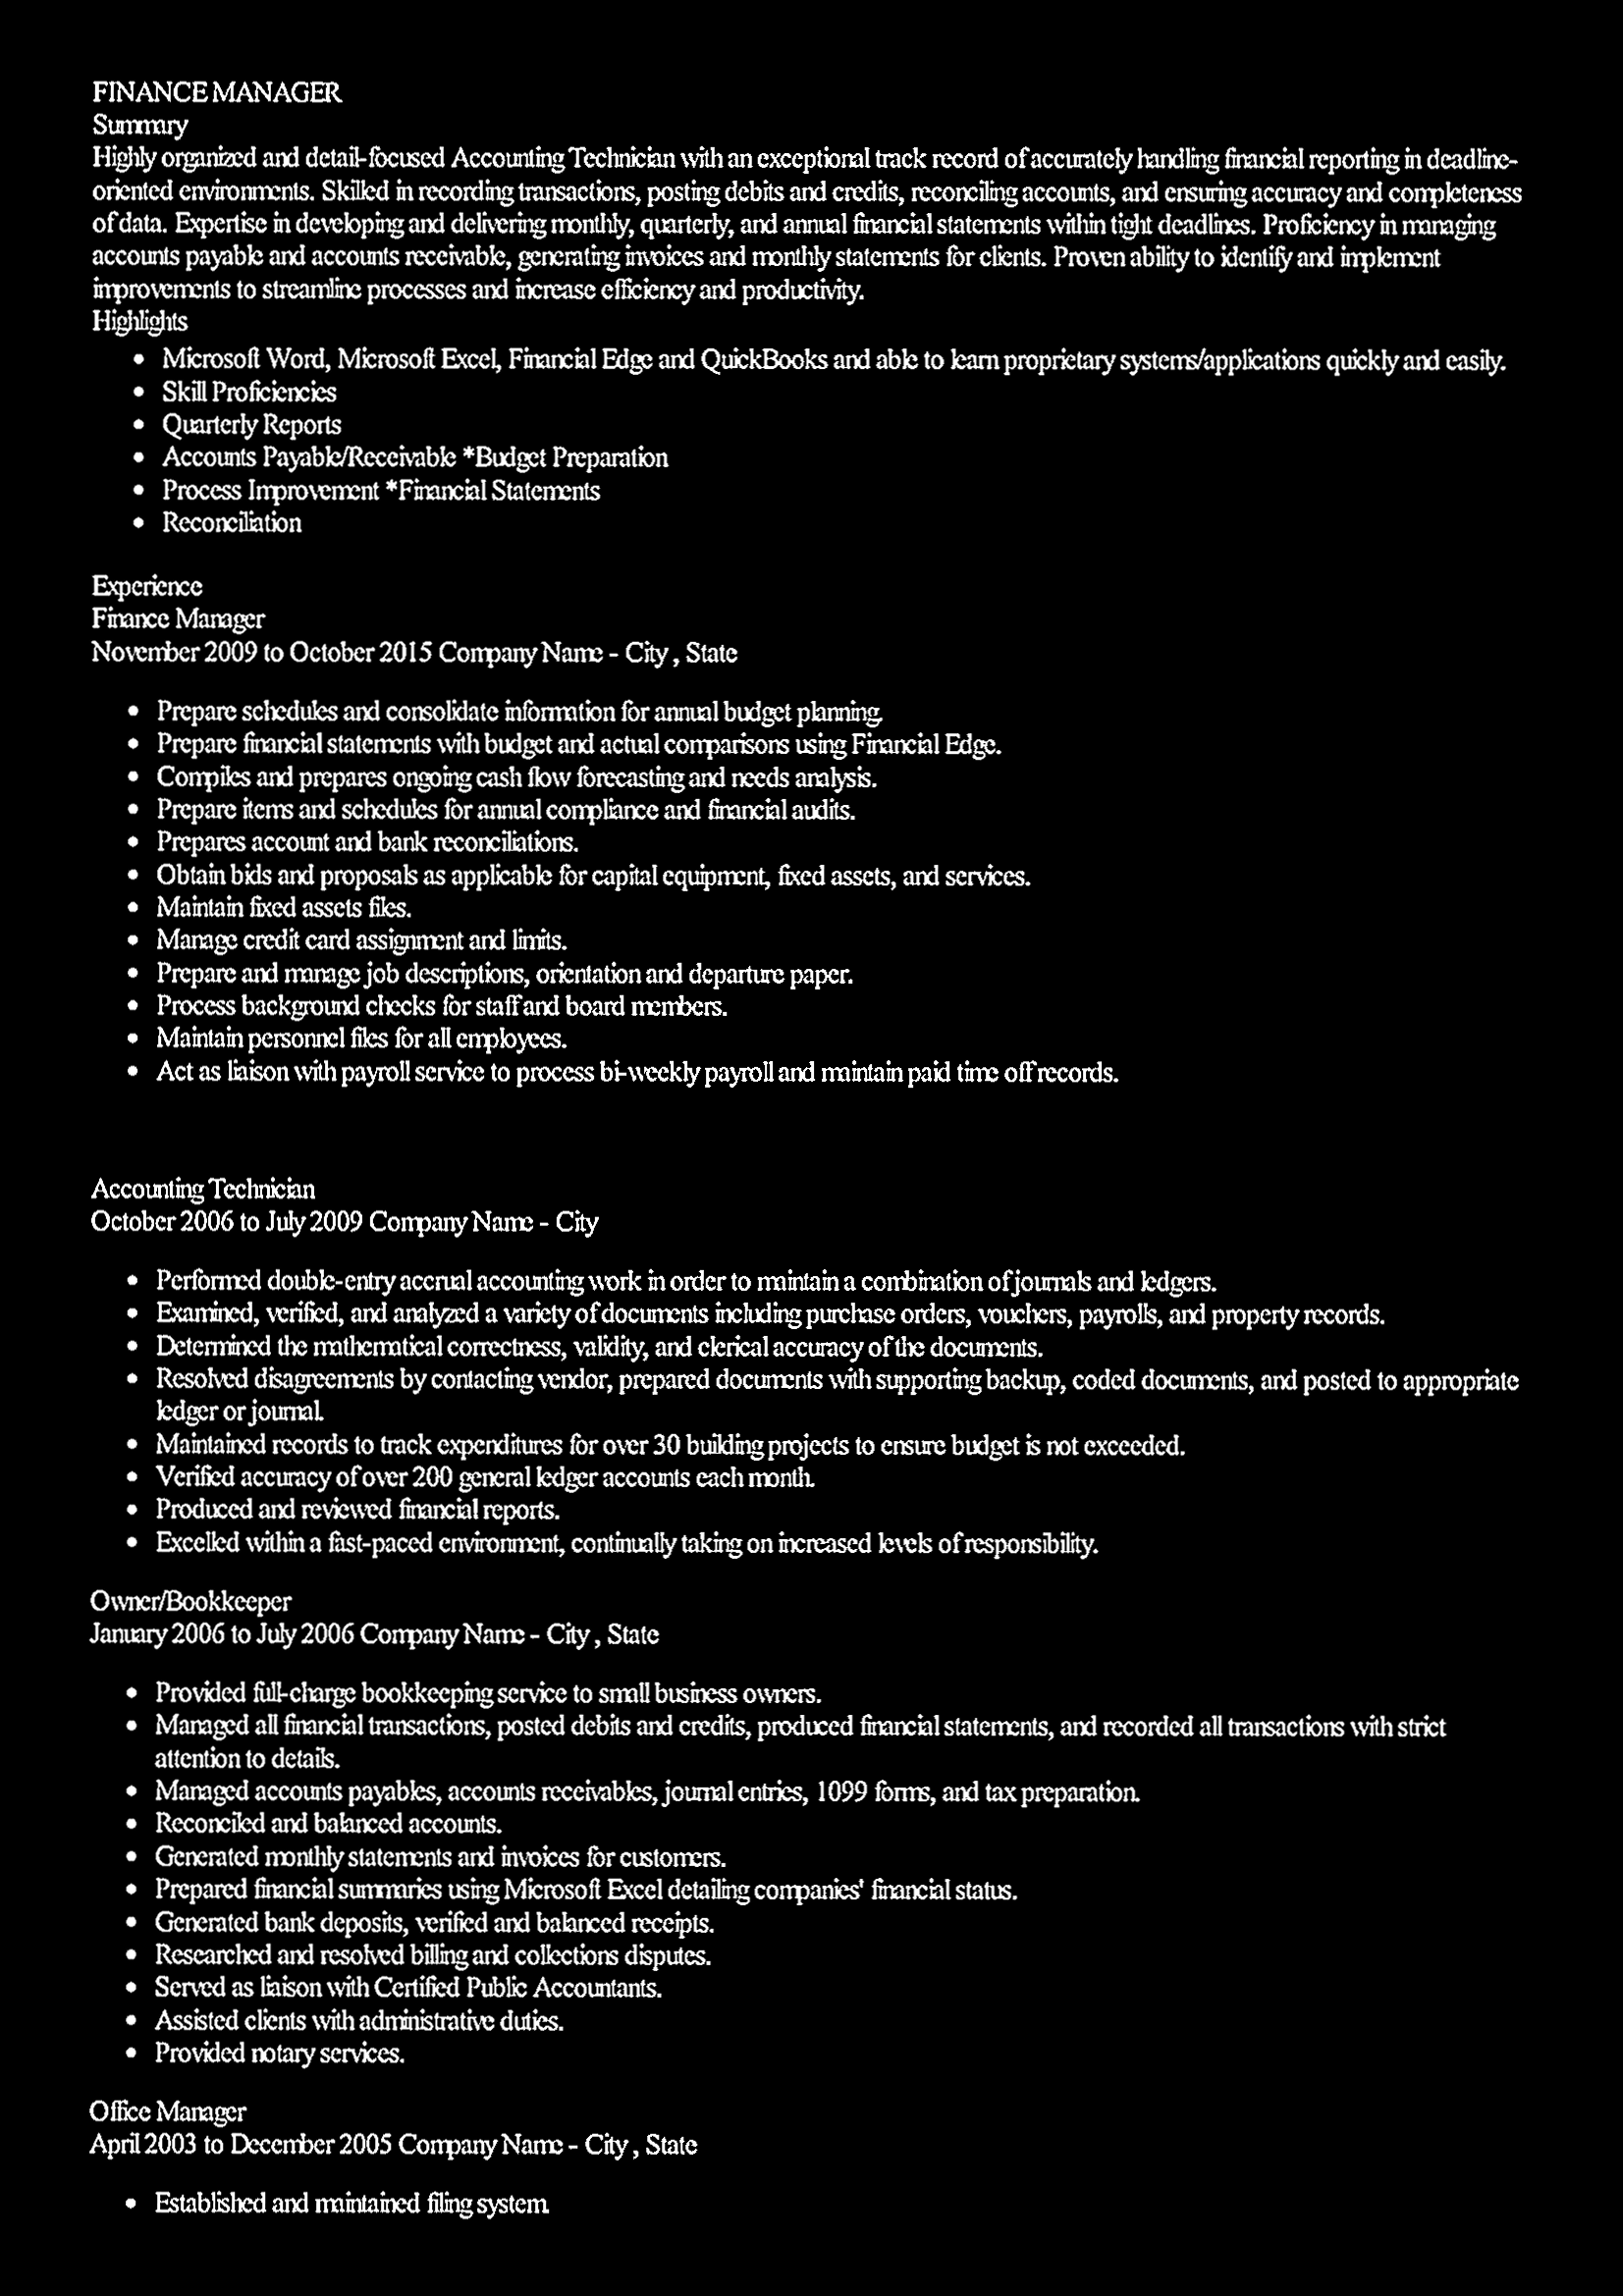 FINANCE MANAGER
Summary
Highly organized and detail-focused Accounting Technician with an exceptional track record of accurately handling financial reporting in deadline-
oriented environments. Skilled in recording transactions, posting debits and credits, reconciling accounts, and ensuring accuracy and completeness
of data. Expertise in developing and delivering monthly, quarterly, and annual financial statements within tight deadlines. Proficiency in managing
accounts payable and accounts receivable, generating invoices and monthly statements for clients. Proven ability to identify and implement
improvements to streamline processes and increase efficiency and productivity.
Highlights
• Microsoft Word, Microsoft Excel, Financial Edge and QuickBooks and able to learn proprietary systems/applications quickly and easily.
• Skill Proficiencies
• Quarterly Reports
• Accounts Payable/Receivable *Budget Preparation
• Process Improvement *Financial Statements
• Reconciliation
Experience
Finance Manager
November 2009 to October 2015 Company Name - City , State
• Prepare schedules and consolidate information for annual budget planning.
• Prepare financial statements with budget and actual comparisons using Financial Edge.
• Compiles and prepares ongoing cash flow forecasting and needs analysis.
• Prepare items and schedules for annual compliance and financial audits.
• Prepares account and bank reconciliations.
• Obtain bids and proposals as applicable for capital equipment, fixed assets, and services.
• Maintain fixed assets files.
• Manage credit card assignment and limits.
• Prepare and manage job descriptions, orientation and departure paper.
• Process background checks for staff and board members.
• Maintain personnel files for all employees.
• Act as liaison with payroll service to process bi-weekly payroll and maintain paid time off records.
Accounting Technician
October 2006 to July 2009 Company Name - City
• Performed double-entry accrual accounting work in order to maintain a combination of journals and ledgers.
• Examined, verified, and analyzed a variety of documents including purchase orders, vouchers, payrolls, and property records.
• Determined the mathematical correctness, validity, and clerical accuracy of the documents.
• Resolved disagreements by contacting vendor, prepared documents with supporting backup, coded documents, and posted to appropriate
ledger or journal.
• Maintained records to track expenditures for over 30 building projects to ensure budget is not exceeded.
• Verified accuracy of over 200 general ledger accounts each month.
• Produced and reviewed financial reports.
• Excelled within a fast-paced environment, continually taking on increased levels of responsibility.
Owner/Bookkeeper
January 2006 to July 2006 Company Name - City , State
• Provided full-charge bookkeeping service to small business owners.
• Managed all financial transactions, posted debits and credits, produced financial statements, and recorded all transactions with strict
attention to details.
• Managed accounts payables, accounts receivables, journal entries, 1099 forms, and tax preparation.
• Reconciled and balanced accounts.
• Generated monthly statements and invoices for customers.
• Prepared financial summaries using Microsoft Excel detailing companies' financial status.
• Generated bank deposits, verified and balanced receipts.
• Researched and resolved billing and collections disputes.
• Served as liaison with Certified Public Accountants.
• Assisted clients with administrative duties.
• Provided notary services.
Office Manager
April 2003 to December 2005 Company Name - City , State
• Established and maintained filing system.